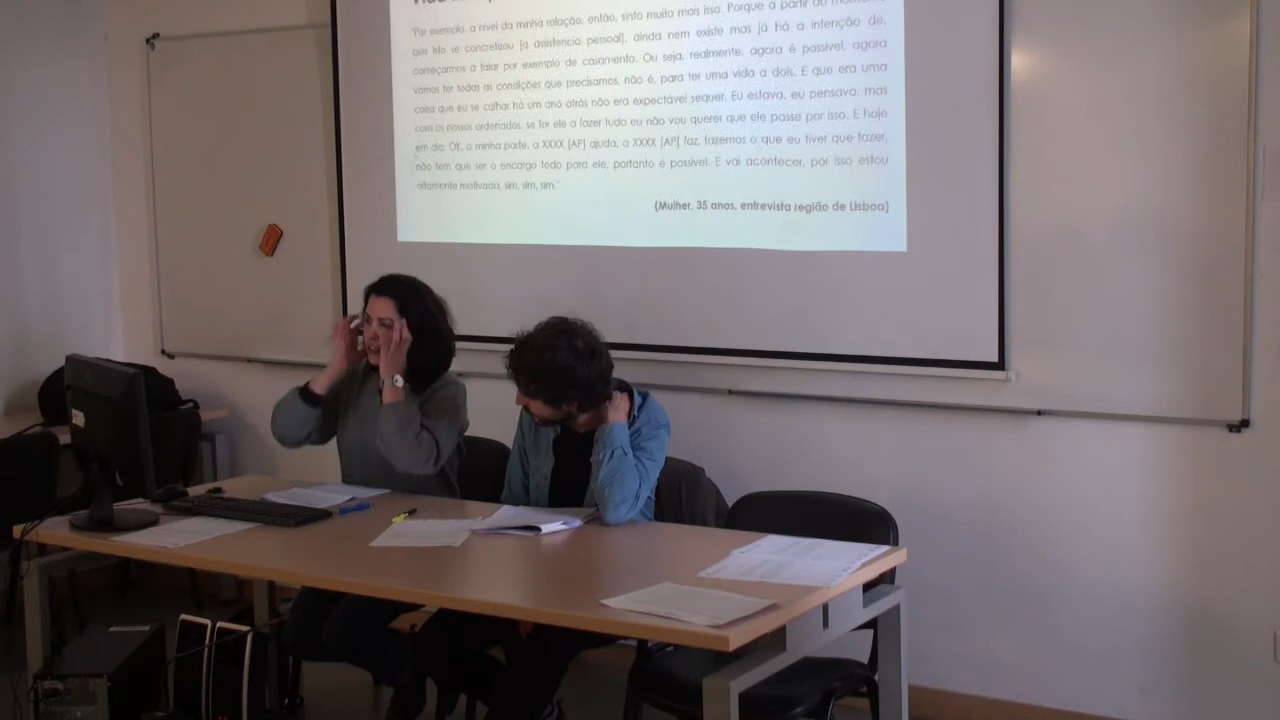 "Por exemplo, a nível da minha relação, então, sinto muito mais isso. Porque a partir do momento
que isto se concretizou [a assistencia pessoal], ainda nem existe mas já há a intenção de,
começarmos a falar por exemplo de casamento. Ou seja, realmente, agora é possível, agora
vamos ter todas as condições que precisamos, não é, para ter uma vida a dois. E que era uma
coisa que eu se calhar há um ano atrás não era expectável sequer. Eu estava, eu pensava, mas
com os nossos ordenados, se for ele a fazer tudo eu não vou querer que ele passe por isso. E hoje
em dia, OK, a minha parte, a XXXX [AP] ajuda, a XXXX [AP] faz, fazemos o que eu tiver que fazer,
não tem que ser o encargo todo para ele, portanto é possível. E vai acontecer, por isso estou
altamente motivada, sim, sim, sim."
(Mulher, 35 anos, entrevista região de Lisboa)